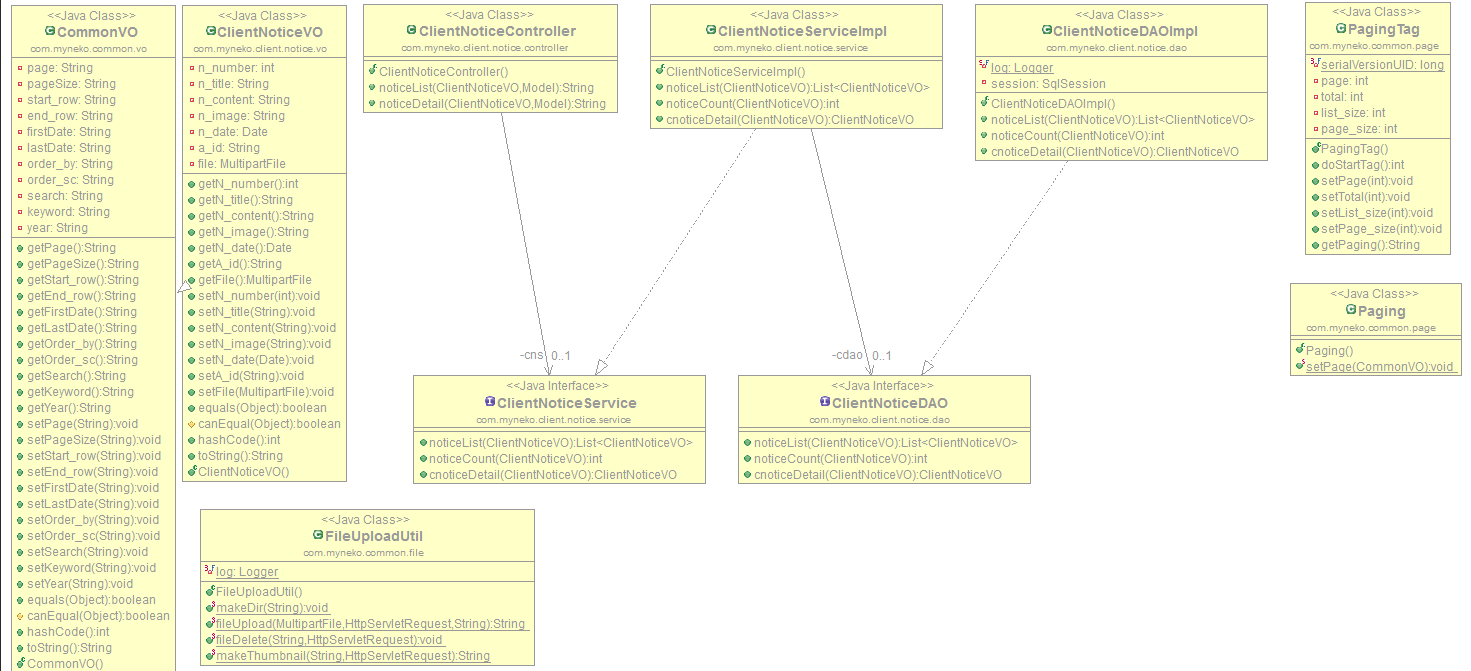 <<Java Class>>
CommonVO
com.myneko.common.vo
page: String
pageSize: String
start_row: String
end_row: String
firstDate: String
lastDate: String
order_by: String
order_sc: String
search: String
keyword: String
year: String
getPage():String
getPageSize():String
getStart_row():String
getEnd_row():String
getFirstDate():String
getLastDate():String
getOrder_by():String
getOrder_sc():String
getSearch():String
getKeyword():String
getYear():String
setPage(String):void
setPageSize(String):void
setStart_row(String):void
setEnd_row(String):void
setFirstDate(String):void
setLastDate(String):void
setOrder_by(String):void
setOrder_sc(String):void
setSearch(String):void
setKeyword(String):void
setYear(String):void
equals(Object):boolean
canEqual(Object):boolean
hashCode():int
toString():String
CommonVO()
<<Java Class>>
ClientNoticeVO
com.myneko.client.notice.vo
n_number: int
n_title: String
n_content: String
n_image: String
n_date: Date
a_id: String
file: MultipartFile
getN_number():int
getN_title():String
getN_content():String
getN_image():String
getN_date():Date
getA_id():String
getFile():MultipartFile
setN_number(int):void
setN_title(String):void
setN_content(String):void
setN_image(String):void
setN_date(Date):void
setA_id(String):void
setFile(MultipartFile):void
equals(Object):boolean
canEqual(Object):boolean
hashCode():int
toString():String
ClientNoticeVO()
<<Java Class>>
ClientNoticeController
com.myneko.client.notice.controller
ClientNoticeController()
noticeList(ClientNoticeVO,Model):String
noticeDetail(ClientNoticeVO,Model):String
<<Java Class>>
ClientNoticeServiceImpl
com.myneko.client.notice.service
ClientNoticeServiceImpl()
noticeList(ClientNoticeVO):List<ClientNoticeVO>
noticeCount(ClientNoticeVO):int
cnoticeDetail(ClientNoticeVO):ClientNoticeVO
<<Java Class>>
ClientNoticeDAOImpl
com.myneko.client.notice.dao
log: Logger
session: SqlSession
ClientNoticeDAOImpl()
noticeList(ClientNoticeVO):List<ClientNoticeVO>
noticeCount(ClientNoticeVO):int
cnoticeDetail(ClientNoticeVO):ClientNoticeVO
<<Java Class>>
PagingTag
com.myneko.common.page
serialVersionUID: long
page: int
total: int
list_size: int
page_size: int
PagingTag()
doStartTag():int
setPage(int):void
setTotal(int):void
setList_size(int):void
setPage_size(int):void
getPaging():String
<<Java Class>>
Paging
com.myneko.common.page
Paging()
setPage(CommonVO):void
-cns 0..1
-cdao 0..1
<<Java Interface>>
ClientNoticeService
com.myneko.client.notice.service
noticeList(ClientNoticeVO):List<ClientNoticeVO>
noticeCount(ClientNoticeVO):int
cnoticeDetail(ClientNoticeVO):ClientNoticeVO
<<Java Interface>>
ClientNoticeDAO
com.myneko.client.notice.dao
noticeList(ClientNoticeVO):List<ClientNoticeVO>
noticeCount(ClientNoticeVO):int
cnoticeDetail(ClientNoticeVO):ClientNoticeVO
<<Java Class>>
FileUploadUtil
com.myneko.common.file
log: Logger
FileUploadUtil()
makeDir(String):void
fileUpload(MultipartFile,HttpServletRequest,String):String
fileDelete(String,HttpServletRequest):void
makeThumbnail(String,HttpServletRequest):String